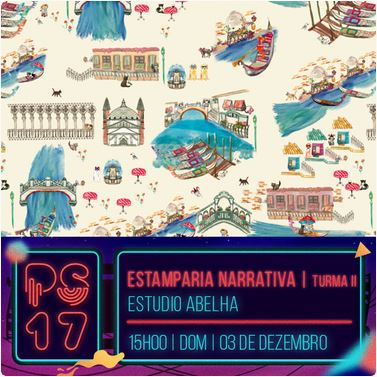 PS
17
ESTAMPARIA NARRATIVA | TURMA II
ESTUDIO ABELHA
15H00 | DOM | 03 DE DEZEMBRO